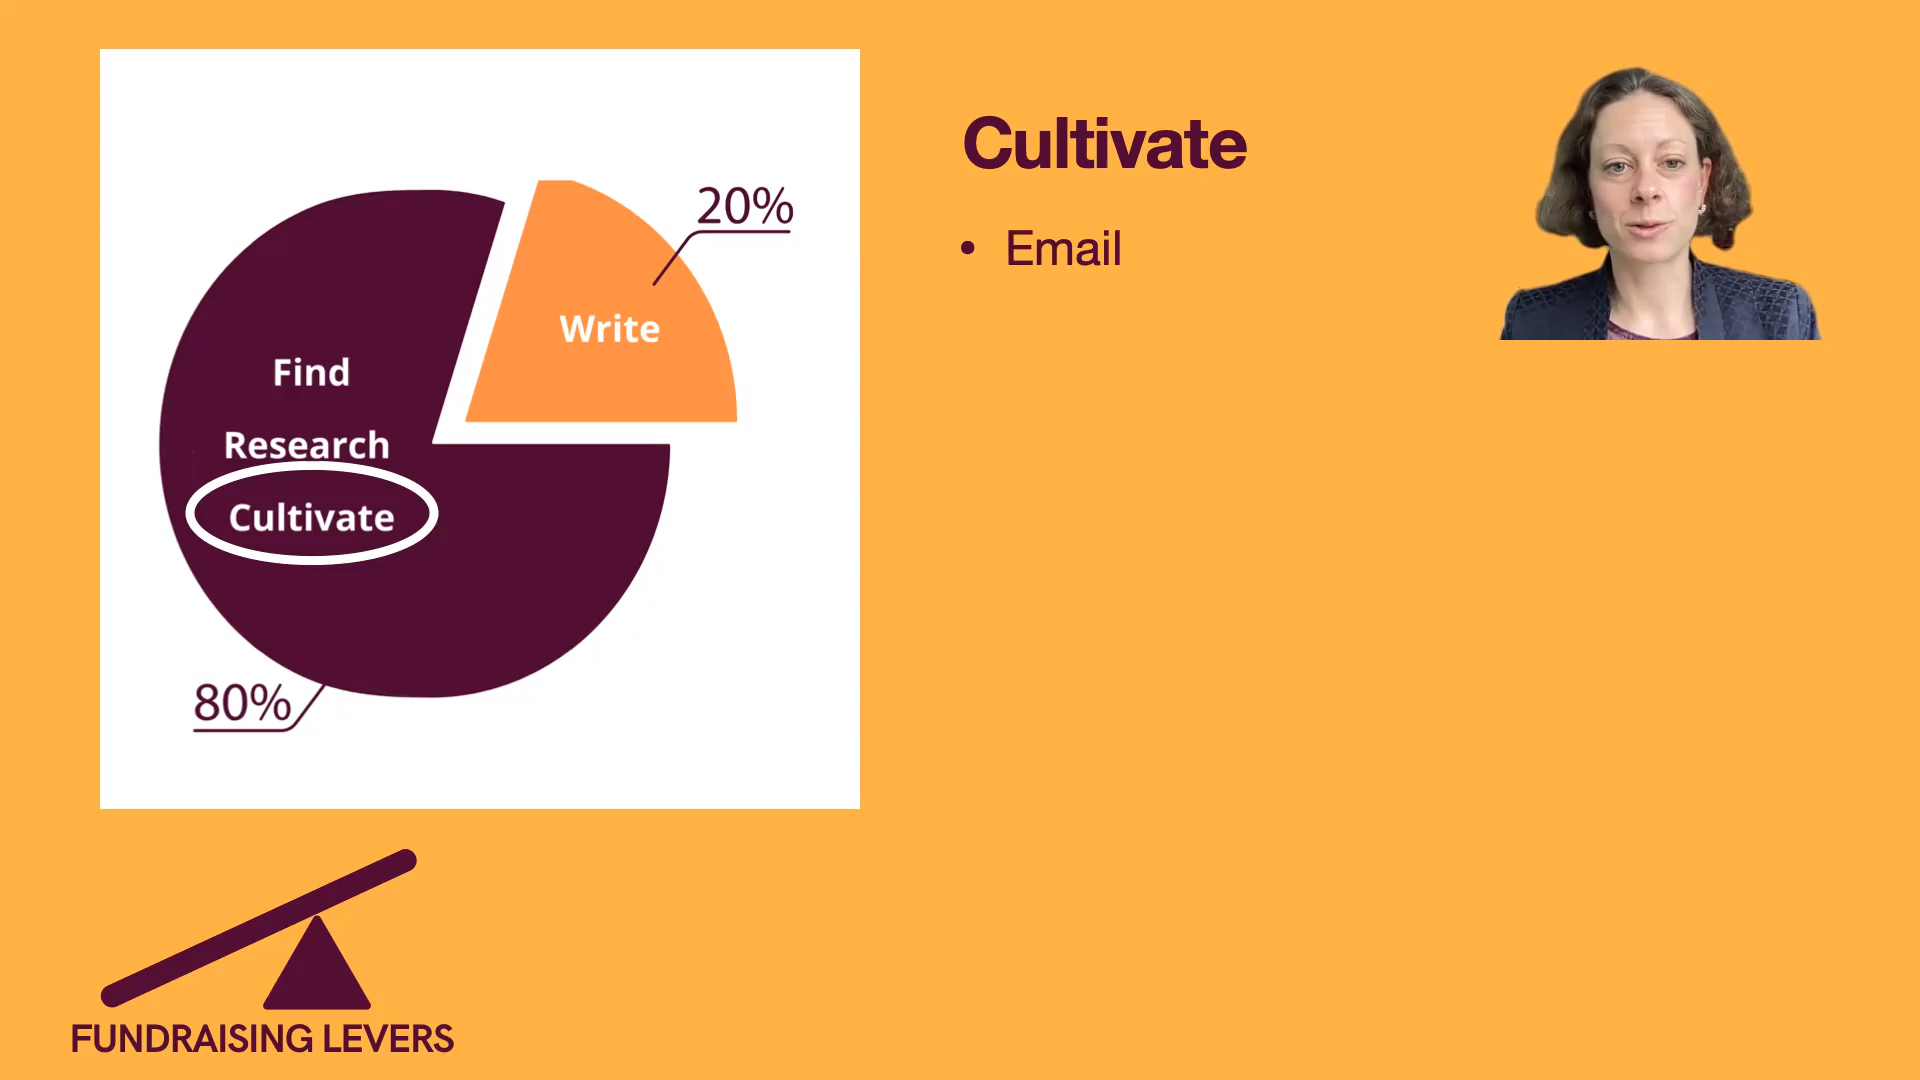 20%
Write
Find
Research
Cultivate
80%
Cultivate
• Email
FUNDRAISING LEVERS